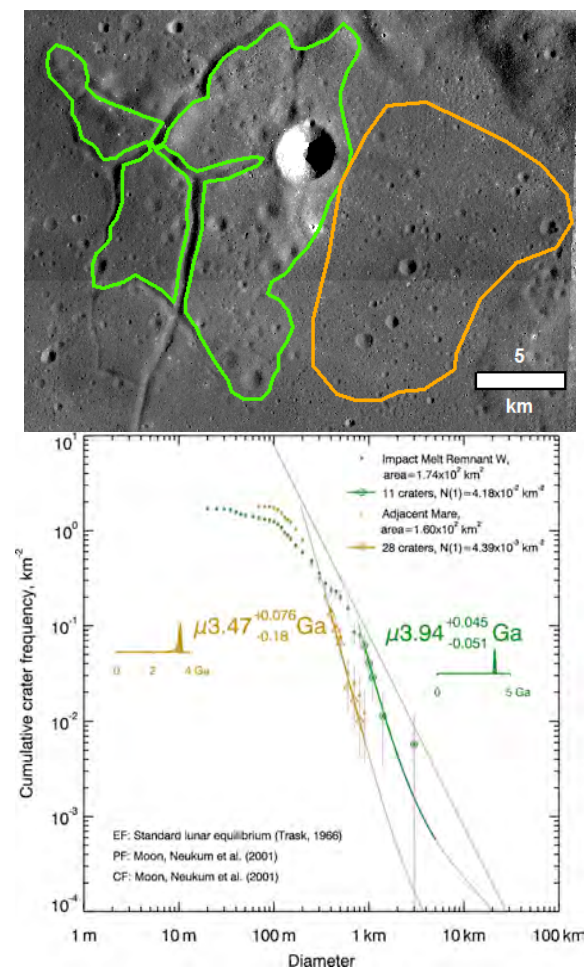 5
km
10¹
10⁰
10⁻¹
10⁻²
10⁻³
10⁻⁴
Cumulative crater frequency, km⁻²
Impact Melt Remnant W,
area=1.74x10² km²
11 craters, N(1)=4.18x10⁻² km⁻²
Adjacent Mare,
area=1.60x10² km²
28 craters, N(1)=4.39x10⁻³ km⁻²
μ3.47 +0.076 -0.18 Ga
0 2 4 Ga
μ3.94 +0.045 -0.051 Ga
0 5 Ga
EF: Standard lunar equilibrium (Trask, 1966)
PF: Moon, Neukum et al. (2001)
CF: Moon, Neukum et al. (2001)
1 m 10 m 100 m 1 km 10 km 100 km
Diameter